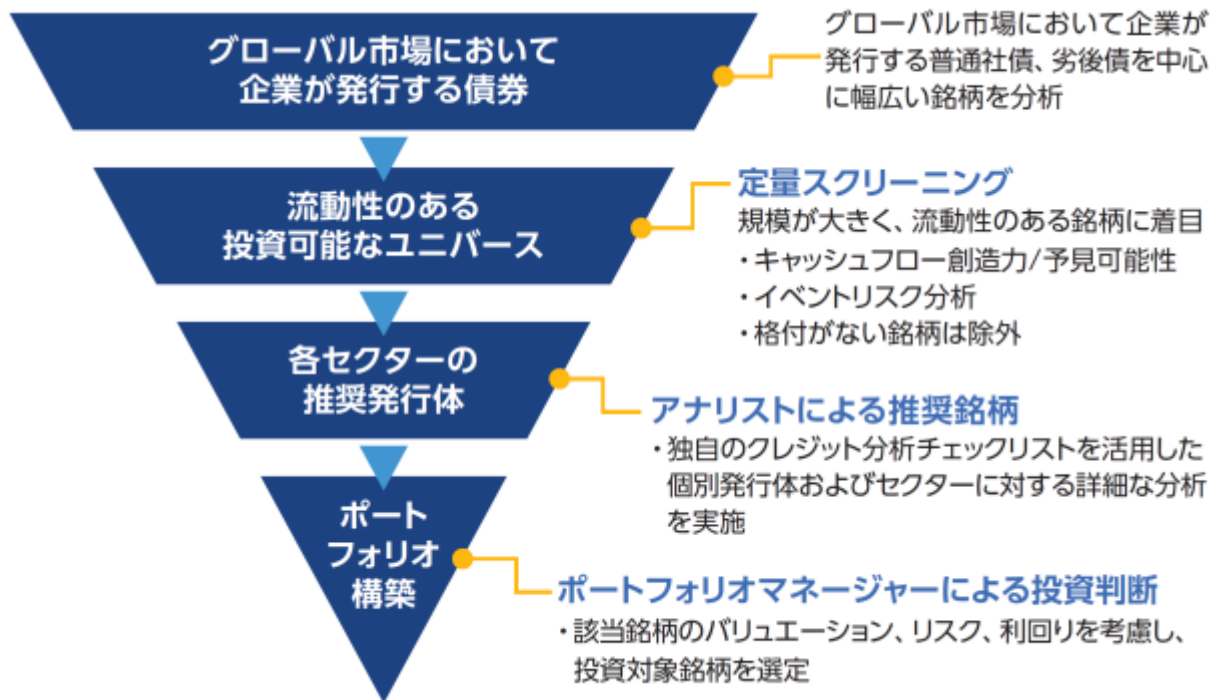 グローバル市場において
企業が発行する債券
グローバル市場において企業が
発行する普通社債、劣後債を中心
に幅広い銘柄を分析
流動性のある
投資可能なユニバース
定量スクリーニング
規模が大きく、流動性のある銘柄に着目
・キャッシュフロー創造力/予見可能性
・イベントリスク分析
・格付がない銘柄は除外
各セクターの
推奨発行体
アナリストによる推奨銘柄
・独自のクレジット分析チェックリストを活用した
個別発行体およびセクターに対する詳細な分析
を実施
ポート
フォリオ
構築
ポートフォリオマネージャーによる投資判断
・該当銘柄のバリュエーション、リスク、利回りを考慮し、
投資対象銘柄を選定